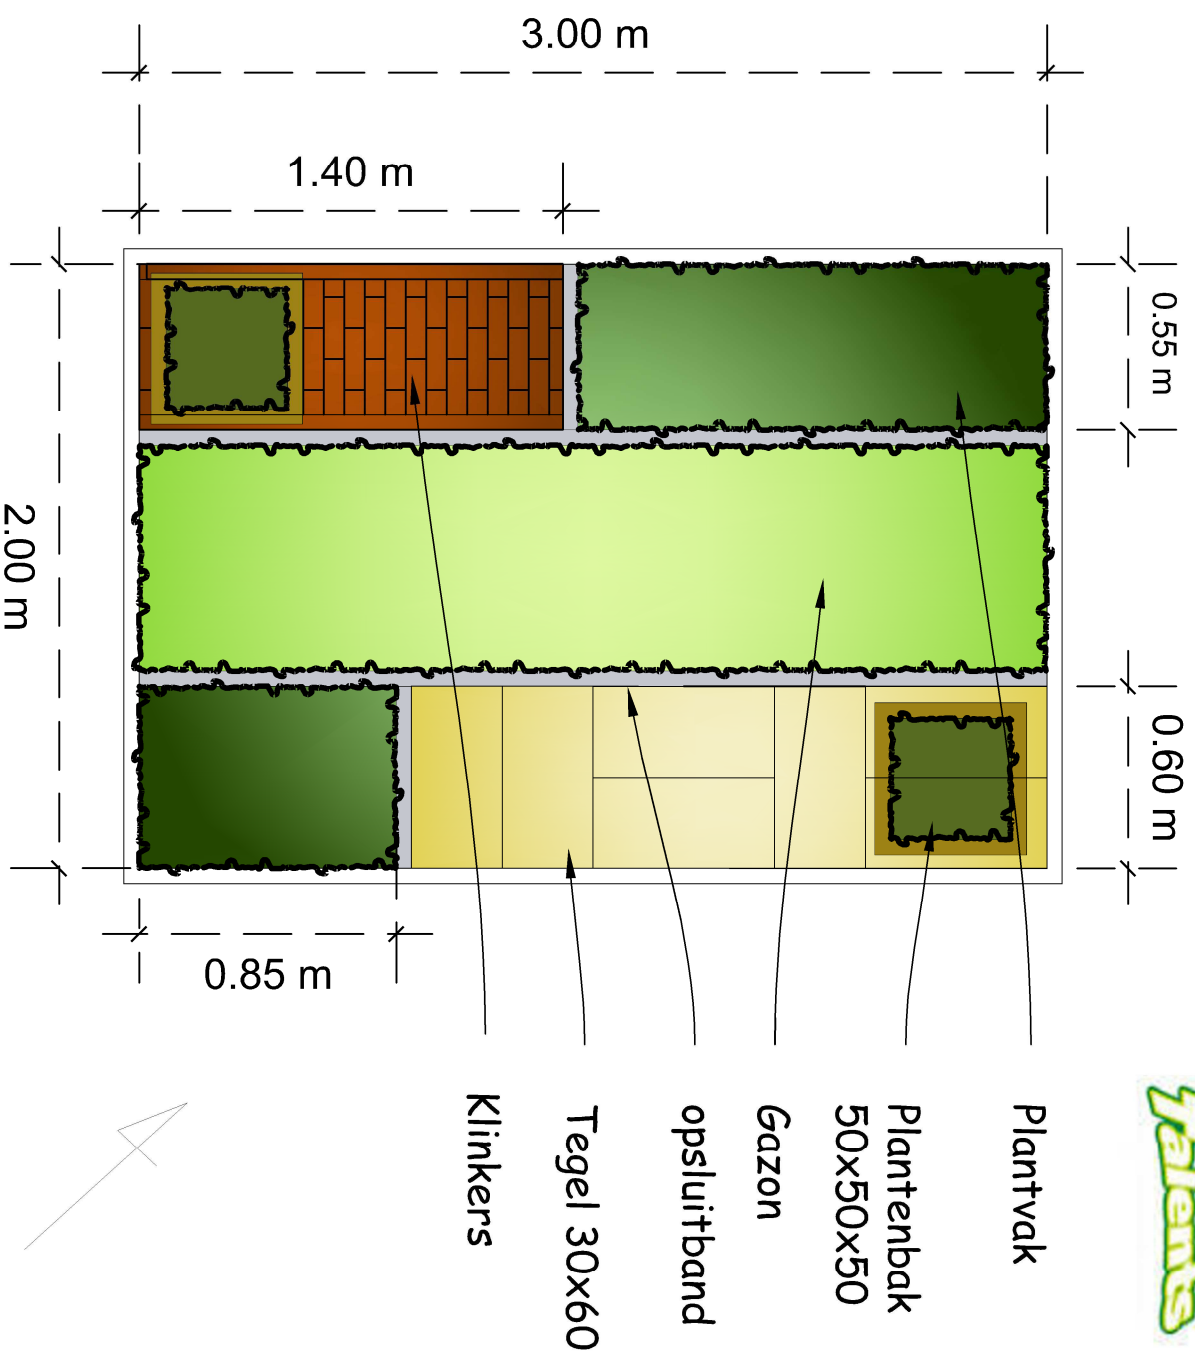 3.00 m
1.40 m
0.55 m
2.00 m
0.60 m
0.85 m
Plantvak
Plantenbak
50x50x50
Gazon
opsluitband
Tegel 30x60
Klinkers
Talents